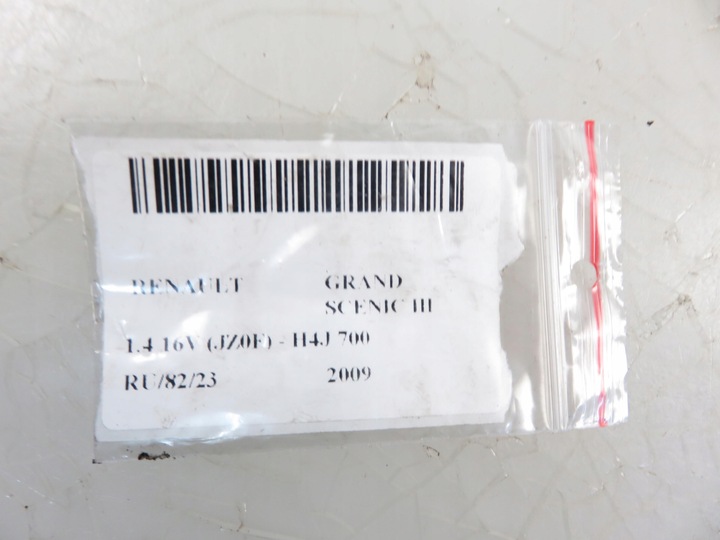 RENAULT GRAND
SCENIC III
1.4 16V (JZ0F) - H4J 700
RU/82/23 2009